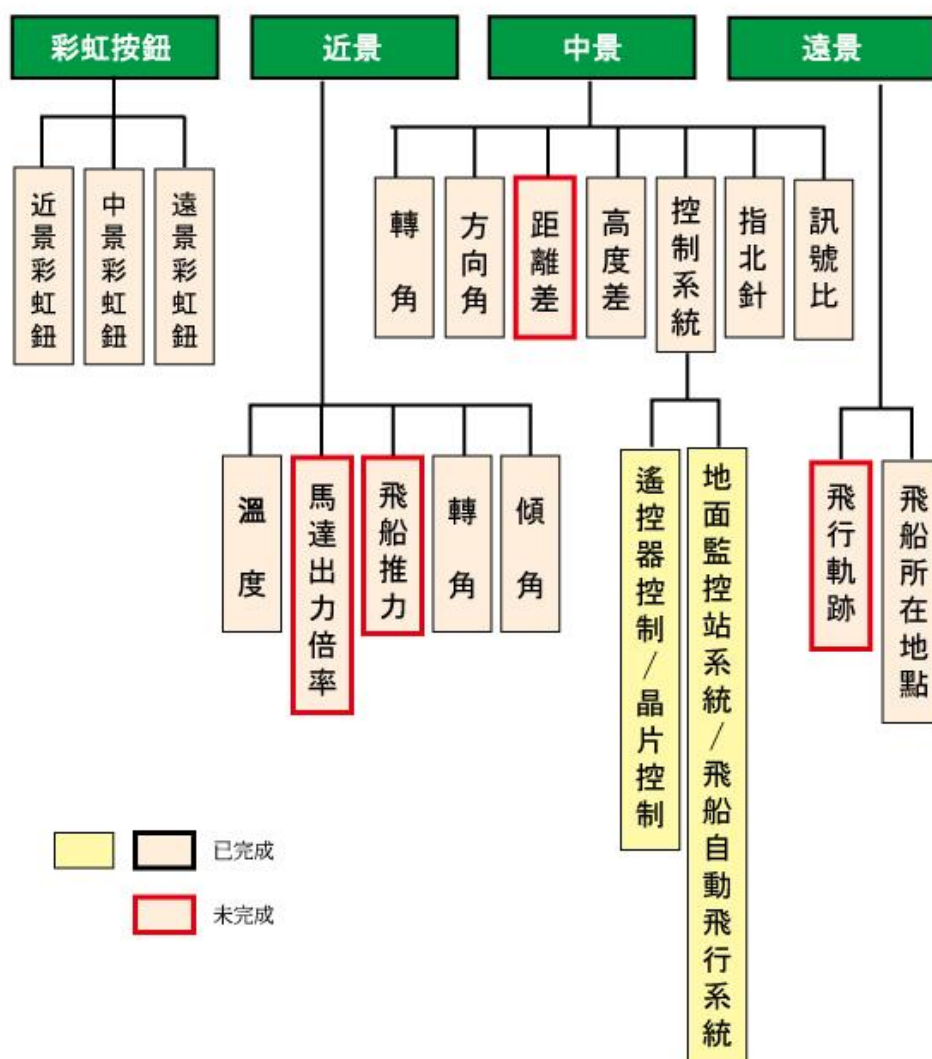 彩虹按鈕
近景
中景
遠景
近景彩虹鈕
中景彩虹鈕
遠景彩虹鈕
轉角
方向角
距離差
高度差
控制系統
指北針
訊號比
溫度
馬達出力倍率
飛船推力
轉角
傾角
遙控器控制/晶片控制
地面監控站系統/飛船自動飛行系統
飛行軌跡
飛船所在地點
已完成
未完成